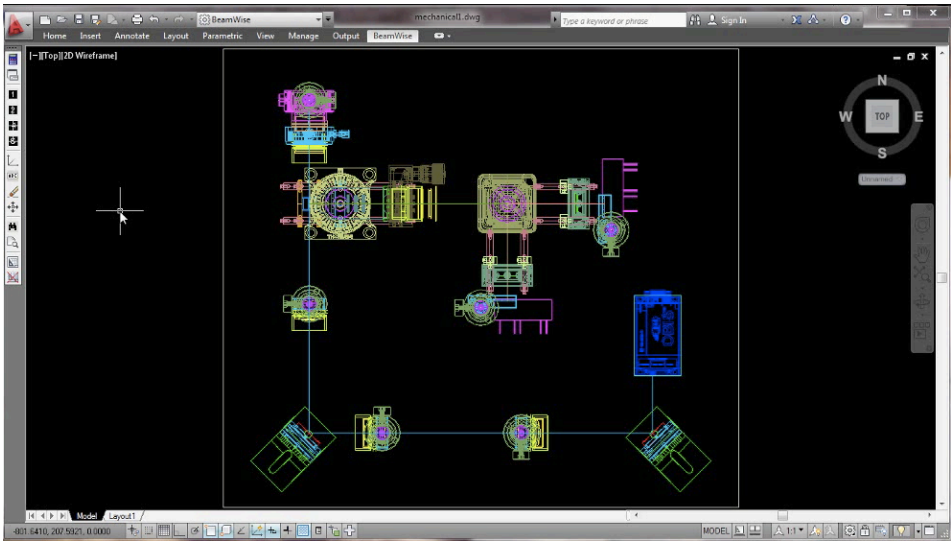 BeamWise
mechanical1.dwg
Type a keyword or phrase
Sign In
Home Insert Annotate Layout Parametric View Manage Output BeamWise
[−][Top][2D Wireframe]
N
W TOP E
S
Unnamed
Model Layout1
-801.6410, 207.5921, 0.0000
MODEL
1:1